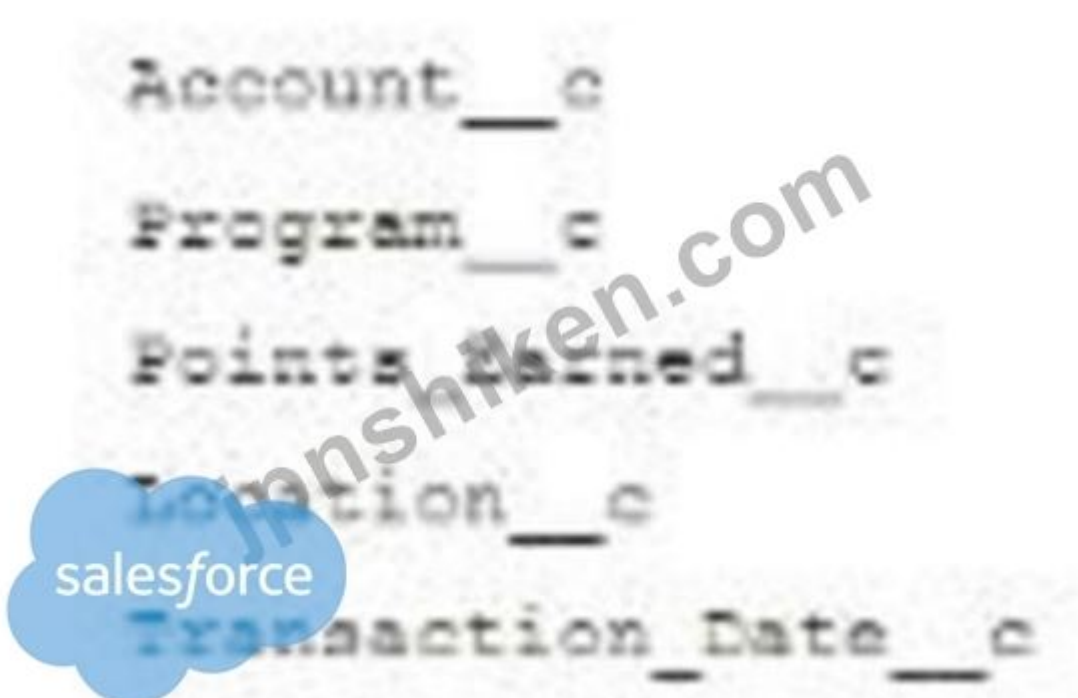 Account__c
Program__c
Points_Earned__c
Location__c
Transaction_Date__c
jpnshiken.com
salesforce